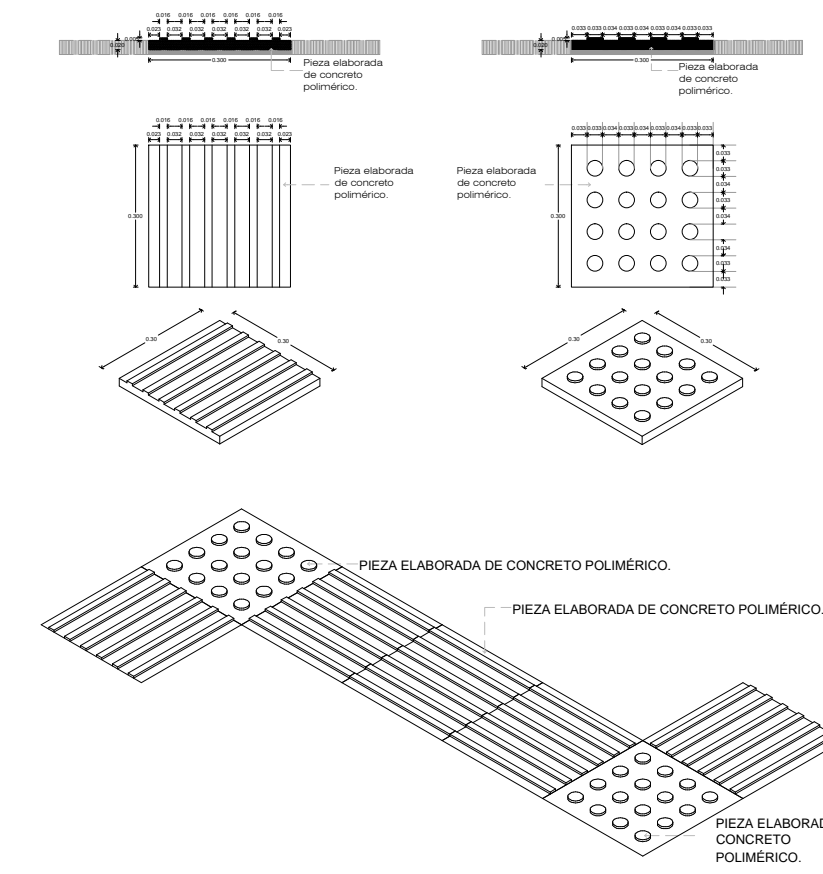 0.016 0.016 0.016 0.016 0.016 0.016
0.023 0.032 0.032 0.032 0.032 0.032 0.023
0.020
0.300
Pieza elaborada
de concreto
polimérico.
0.033 0.033 0.034 0.033 0.034 0.033 0.034 0.033 0.033
0.020
0.300
Pieza elaborada
de concreto
polimérico.
0.016 0.016 0.016 0.016 0.016 0.016
0.023 0.032 0.032 0.032 0.032 0.032 0.023
0.300
Pieza elaborada
de concreto
polimérico.
Pieza elaborada
de concreto
polimérico.
0.033 0.033 0.034 0.033 0.034 0.033 0.034 0.033 0.033
0.300
0.033
0.033
0.034
0.033
0.034
0.034
0.033
0.033
0.30 0.30
0.30 0.30
PIEZA ELABORADA DE CONCRETO POLIMÉRICO.
PIEZA ELABORADA DE CONCRETO POLIMÉRICO.
PIEZA ELABORAD
CONCRETO
POLIMÉRICO.